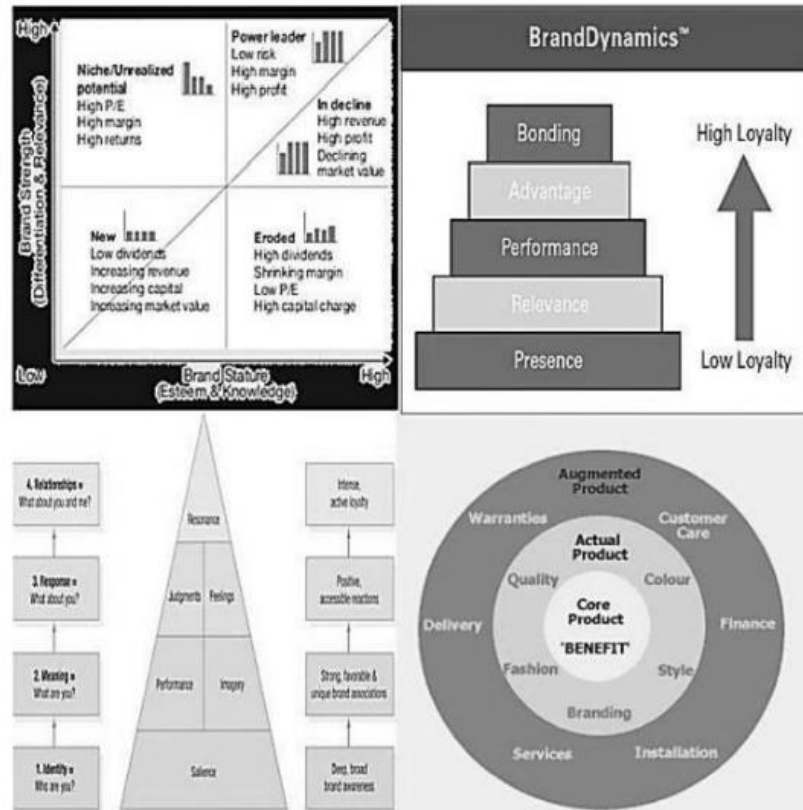 High
Brand Strength
(Differentiation & Relevance)
Niche/Unrealized
potential
High P/E
High margin
High returns
Power leader
Low risk
High margin
High profit
In decline
High revenue
High profit
Declining
market value
New
Low dividends
Increasing revenue
Increasing capital
Increasing market value
Eroded
High dividends
Shrinking margin
Low P/E
High capital charge
Low
Brand Stature
(Esteem & Knowledge)
High
BrandDynamics™
Bonding
Advantage
Performance
Relevance
Presence
High Loyalty
Low Loyalty
4. Relationships =
What about you and me?
3. Response =
What about you?
2. Meaning =
What are you?
1. Identity =
Who are you?
Resonance
Judgments
Feelings
Performance
Imagery
Salience
Intense,
active loyalty
Positive,
accessible reactions
Strong, favorable &
unique brand associations
Deep, broad
brand awareness
Augmented
Product
Warranties
Customer
Care
Actual
Product
Quality
Colour
Core
Product
'BENEFIT'
Delivery
Finance
Fashion
Style
Branding
Services
Installation